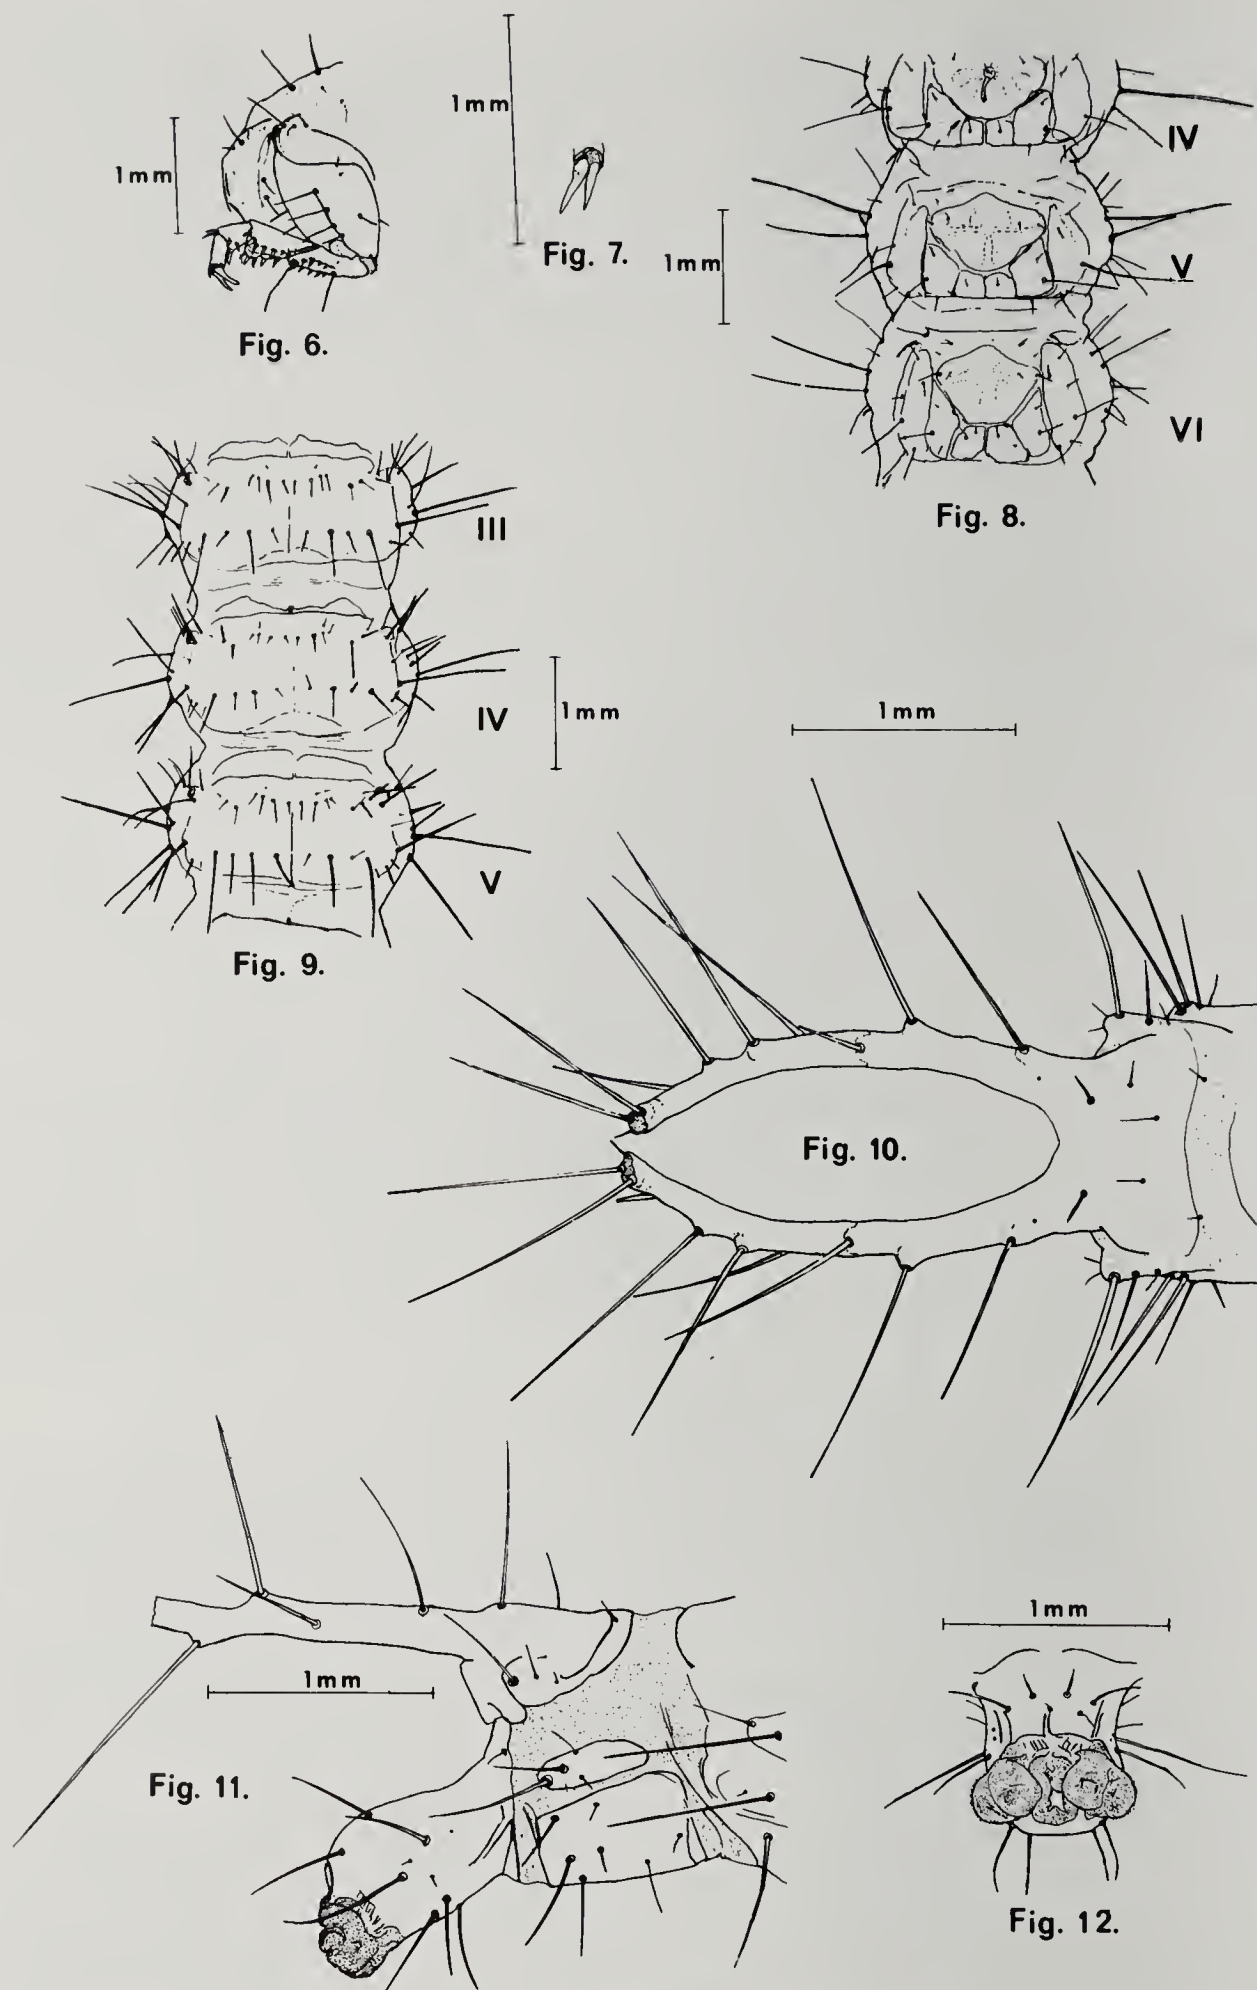 1mm
Fig. 6.
1mm
Fig. 7.
1mm
IV
V
VI
Fig. 8.
III
IV
V
1mm
Fig. 9.
1mm
Fig. 10.
1mm
Fig. 11.
1mm
Fig. 12.